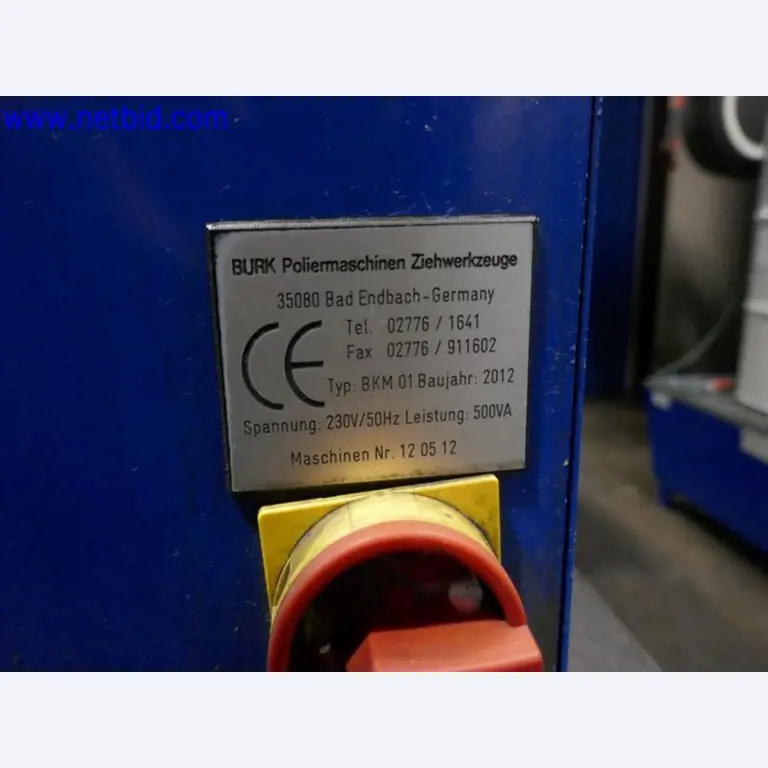 www.netbid.com
BURK Poliermaschinen Ziehwerkzeuge
35080 Bad Endbach-Germany
Tel. 02776 / 1641
Fax 02776 / 911602
CE
Typ: BKM 01 Baujahr: 2012
Spannung: 230V/50Hz Leistung: 500VA
Maschinen Nr. 12 05 12